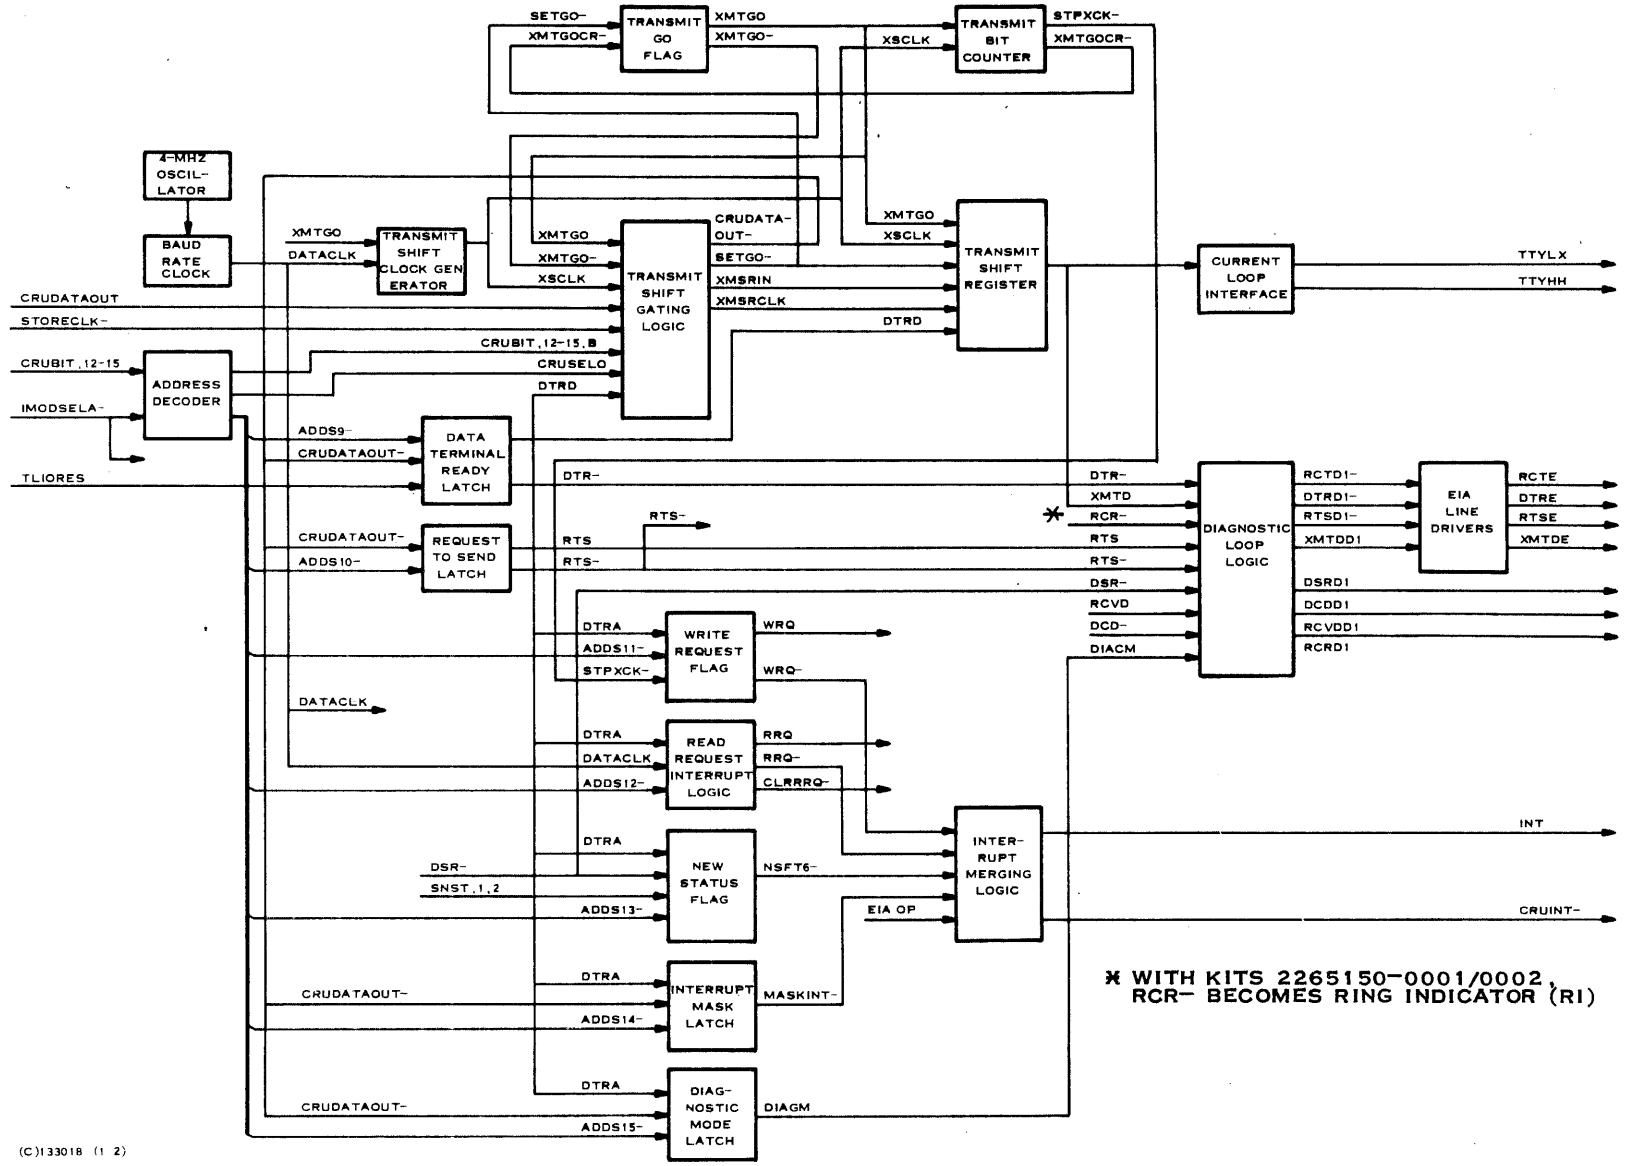 SETGO-
XMTGOCR-
TRANSMIT
GO
FLAG
XMTGO
XMTGO-
XSCLK
TRANSMIT
BIT
COUNTER
STPXCK-
XMTGOCR-
4-MHZ
OSCIL-
LATOR
BAUD
RATE
CLOCK
XMTGO
DATACLK
TRANSMIT
SHIFT
CLOCK GEN
ERATOR
XMTGO
XMTGO-
XSCLK
TRANSMIT
SHIFT
GATING
LOGIC
CRUDATA-
OUT-
SETGO-
XMSRIN
XMSRCLK
DTRD
XMTGO
XSCLK
TRANSMIT
SHIFT
REGISTER
CURRENT
LOOP
INTERFACE
TTYLX
TTYHH
CRUDATAOUT
STORECLK-
CRUBIT,12-15
IMODSELA-
TLIORES
ADDRESS
DECODER
CRUBIT,12-15,B
CRUSELO
DTRD
ADDS9-
CRUDATAOUT-
DATA
TERMINAL
READY
LATCH
DTR-
CRUDATAOUT-
ADDS10-
REQUEST
TO SEND
LATCH
RTS
RTS-
RTS-
DTR-
XMTD
* RCR-
RTS
RTS-
DSR-
RCVD
DCD-
DIACM
DIAGNOSTIC
LOOP
LOGIC
RCTD1-
DTRD1-
RTSD1-
XMTDD1
EIA
LINE
DRIVERS
RCTE
DTRE
RTSE
XMTDE
DSRD1
DCDD1
RCVDD1
RCRD1
DTRA
ADDS11-
STPXCK-
WRITE
REQUEST
FLAG
WRQ
WRQ-
DATACLK
DTRA
DATACLK
ADDS12-
READ
REQUEST
INTERRUPT
LOGIC
RRQ
RRQ-
CLRRRQ-
DTRA
DSR-
SNST,1,2
ADDS13-
NEW
STATUS
FLAG
NSFT6-
EIA OP
INTER-
RUPT
MERGING
LOGIC
INT
CRUINT-
DTRA
CRUDATAOUT-
ADDS14-
INTERRUPT
MASK
LATCH
MASKINT-
DTRA
CRUDATAOUT-
ADDS15-
DIAG-
NOSTIC
MODE
LATCH
DIAGM
* WITH KITS 2265150-0001/0002,
RCR- BECOMES RING INDICATOR (RI)
(C)133018 (1 2)